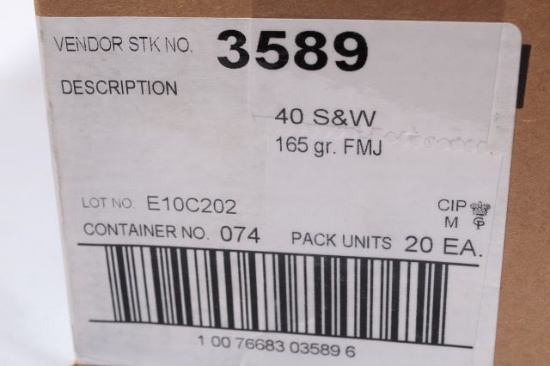 VENDOR STK NO. 3589
DESCRIPTION
40 S&W
165 gr. FMJ
LOT NO. E10C202
CIP
M
CONTAINER NO. 074 PACK UNITS 20 EA.
1 00 76683 03589 6